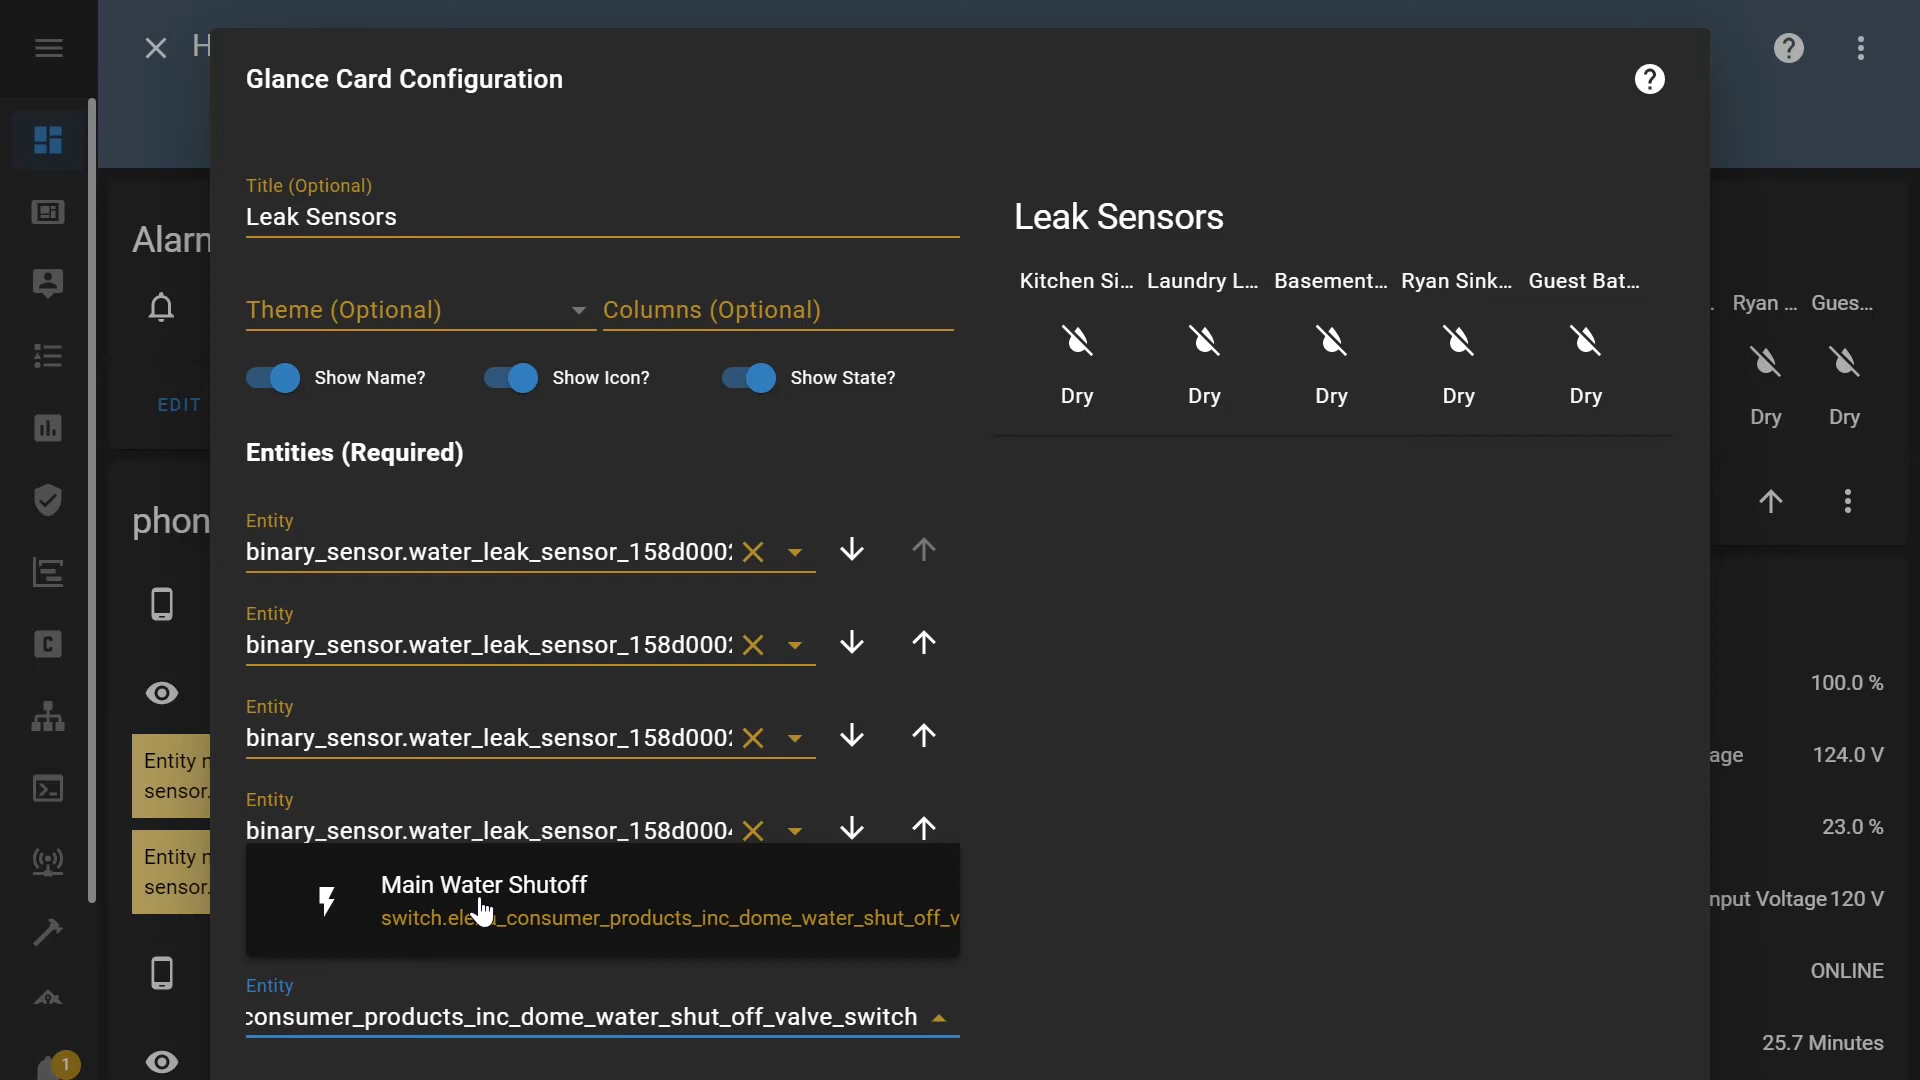 H
Glance Card Configuration
Title (Optional)
Leak Sensors
Theme (Optional)
Columns (Optional)
Show Name?
Show Icon?
Show State?
Entities (Required)
Entity
binary_sensor.water_leak_sensor_158d000
Entity
binary_sensor.water_leak_sensor_158d000
Entity
binary_sensor.water_leak_sensor_158d000
Entity
binary_sensor.water_leak_sensor_158d000
Main Water Shutoff
_consumer_products_inc_dome_water_shut_off_v
Entity
consumer_products_inc_dome_water_shut_off_valve_switch
Leak Sensors
Kitchen Si... Laundry L... Basement... Ryan Sink... Guest Bat...
Dry Dry Dry Dry Dry
Alarm
EDIT
phon
Entity n
sensor.
Entity n
sensor.
C
1
Ryan ... Gues...
Dry Dry
100.0 %
age 124.0 V
23.0 %
nput Voltage 120 V
ONLINE
25.7 Minutes